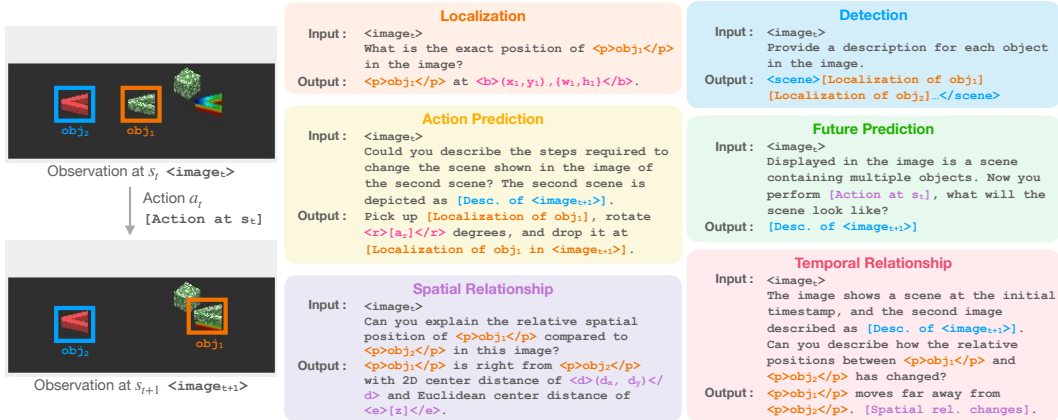 obj₂
obj₁
Observation at sₜ <imageₜ>
Action aₜ
[Action at sₜ]
obj₂
obj₁
Observation at sₜ₊₁ <imageₜ₊₁>
Localization
Input : <imageₜ>
What is the exact position of <p>obj₁</p>
in the image?
Output : <p>obj₁</p> at <b>(x₁,y₁),{w₁,h₁}</b>.
Action Prediction
Input : <imageₜ>
Could you describe the steps required to
change the scene shown in the image of
the second scene? The second scene is
depicted as [Desc. of <imageₜ₊₁>].
Output : Pick up [Localization of obj₁], rotate
<r>[a_z]</r> degrees, and drop it at
[Localization of obj₁ in <imageₜ₊₁>].
Spatial Relationship
Input : <imageₜ>
Can you explain the relative spatial
position of <p>obj₁</p> compared to
<p>obj₂</p> in this image?
Output : <p>obj₁</p> is right from <p>obj₂</p>
with 2D center distance of <d>(dₓ, d_y)</
d> and Euclidean center distance of
<e>[z]</e>.
Detection
Input : <imageₜ>
Provide a description for each object
in the image.
Output : <scene>[Localization of obj₁]
[Localization of obj₂]…</scene>
Future Prediction
Input : <imageₜ>
Displayed in the image is a scene
containing multiple objects. Now you
perform [Action at sₜ], what will the
scene look like?
Output : [Desc. of <imageₜ₊₁>]
Temporal Relationship
Input : <imageₜ>
The image shows a scene at the initial
timestamp, and the second image
described as [Desc. of <imageₜ₊₁>].
Can you describe how the relative
positions between <p>obj₁</p> and
<p>obj₂</p> has changed?
Output : <p>obj₁</p> moves far away from
<p>obj₂</p>. [Spatial rel. changes].